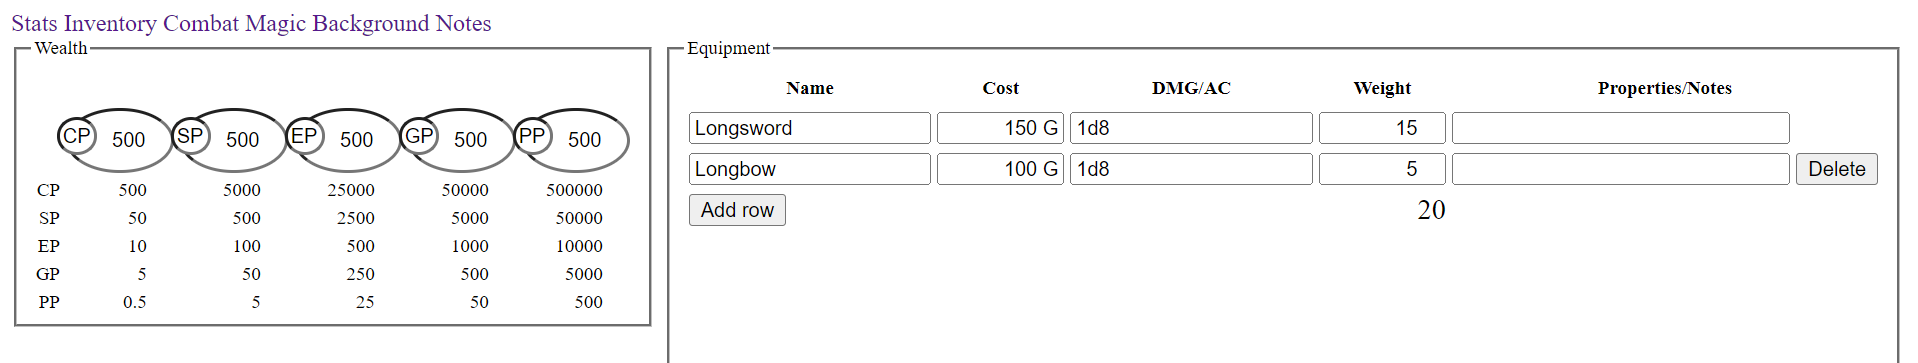 Stats Inventory Combat Magic Background Notes
Wealth
CP 500 SP 500 EP 500 GP 500 PP 500
CP 500 5000 25000 50000 500000
SP 50 500 2500 5000 50000
EP 10 100 500 1000 10000
GP 5 50 250 500 5000
PP 0.5 5 25 50 500
Equipment
Name Cost DMG/AC Weight Properties/Notes
Longsword 150 G 1d8 15
Longbow 100 G 1d8 5 Delete
Add row 20